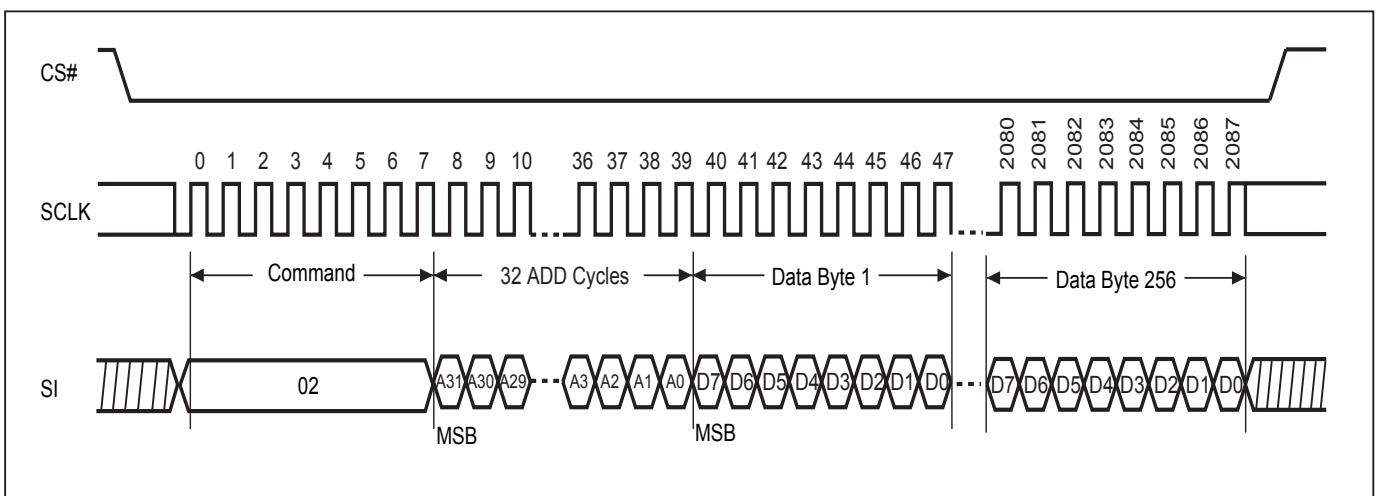 CS#
2080 2081 2082 2083 2084 2085 2086 2087
0 1 2 3 4 5 6 7 8 9 10 36 37 38 39 40 41 42 43 44 45 46 47
SCLK
Command 32 ADD Cycles Data Byte 1 Data Byte 256
SI 02 A31 A30 A29 A3 A2 A1 A0 D7 D6 D5 D4 D3 D2 D1 D0 D7 D6 D5 D4 D3 D2 D1 D0
MSB MSB